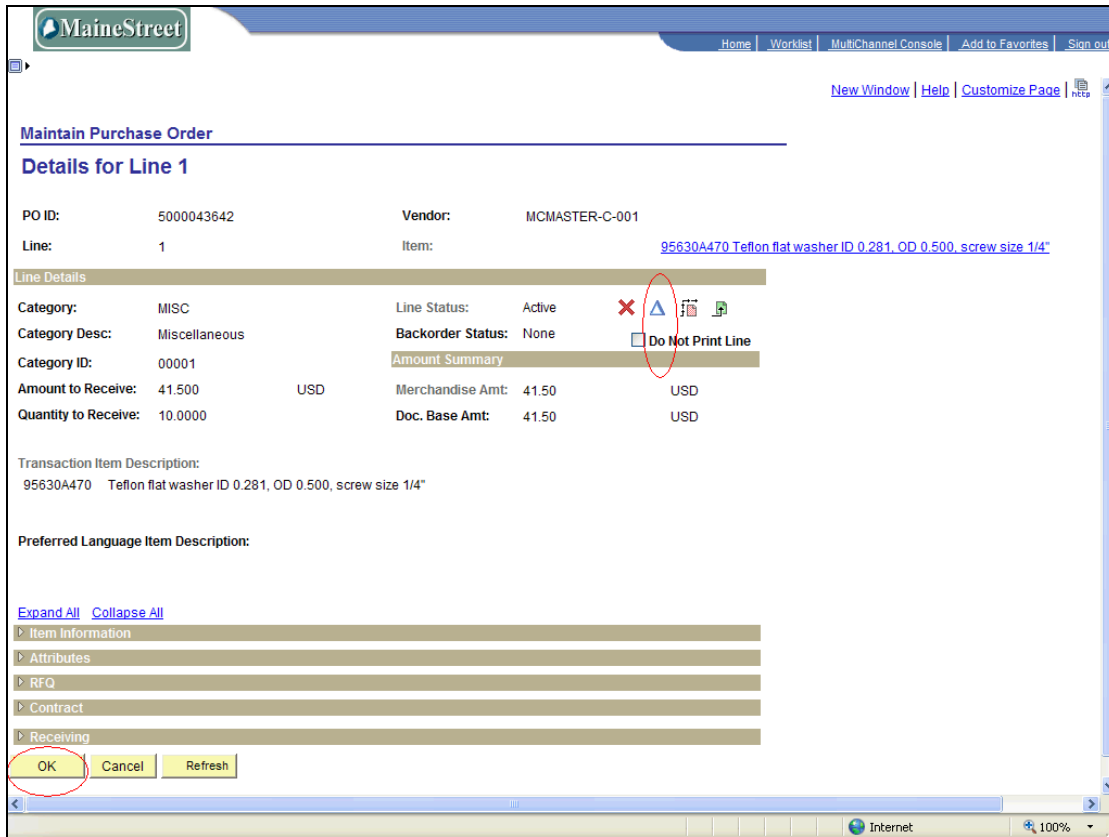 MaineStreet
Home Worklist MultiChannel Console Add to Favorites Sign out
New Window | Help | Customize Page | http
Maintain Purchase Order
Details for Line 1
PO ID: 5000043642 Vendor: MCMASTER-C-001
Line: 1 Item: 95630A470 Teflon flat washer ID 0.281, OD 0.500, screw size 1/4"
Line Details
Category: MISC Line Status: Active
Category Desc: Miscellaneous Backorder Status: None Do Not Print Line
Category ID: 00001 Amount Summary
Amount to Receive: 41.500 USD Merchandise Amt: 41.50 USD
Quantity to Receive: 10.0000 Doc. Base Amt: 41.50 USD
Transaction Item Description:
95630A470 Teflon flat washer ID 0.281, OD 0.500, screw size 1/4"
Preferred Language Item Description:
Expand All Collapse All
Item Information
Attributes
RFQ
Contract
Receiving
OK Cancel Refresh
Internet 100%